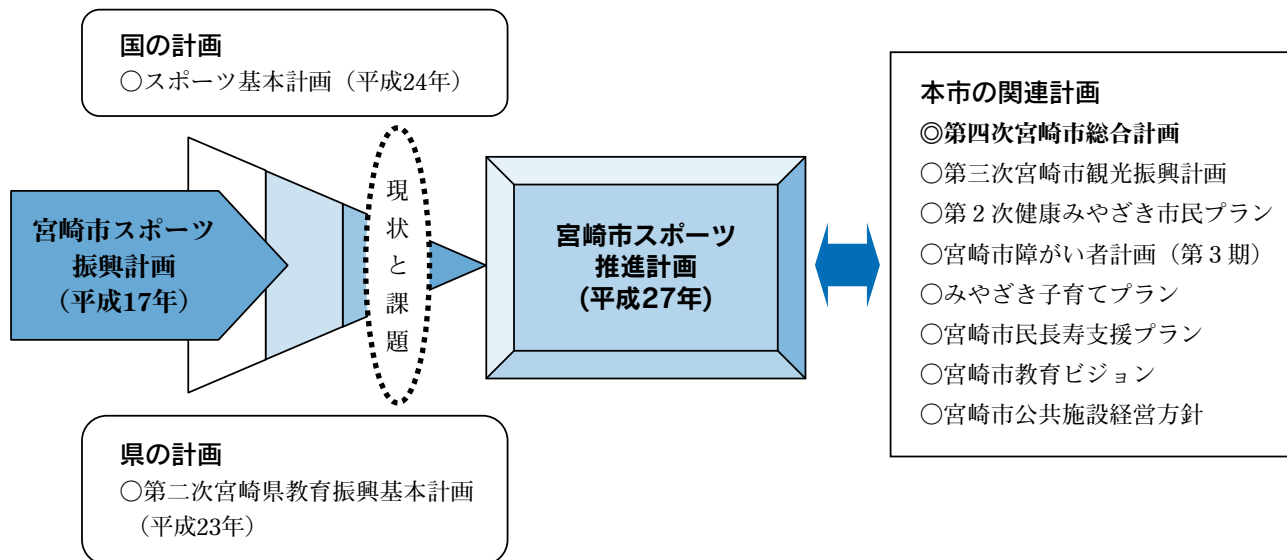 国の計画
○スポーツ基本計画（平成24年）
宮崎市スポーツ
振興計画
（平成17年）
現状と課題
宮崎市スポーツ
推進計画
(平成27年)
県の計画
○第二次宮崎県教育振興基本計画
（平成23年）
本市の関連計画
◎第四次宮崎市総合計画
○第三次宮崎市観光振興計画
○第２次健康みやざき市民プラン
○宮崎市障がい者計画（第３期）
○みやざき子育てプラン
○宮崎市民長寿支援プラン
○宮崎市教育ビジョン
○宮崎市公共施設経営方針